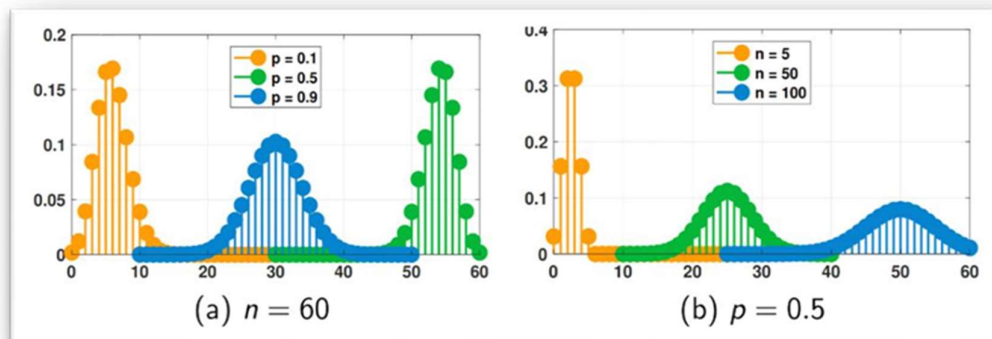 0.2
0.15
0.1
0.05
0
0 10 20 30 40 50 60
p = 0.1
p = 0.5
p = 0.9
(a) n = 60
0.4
0.3
0.2
0.1
0
0 10 20 30 40 50 60
n = 5
n = 50
n = 100
(b) p = 0.5